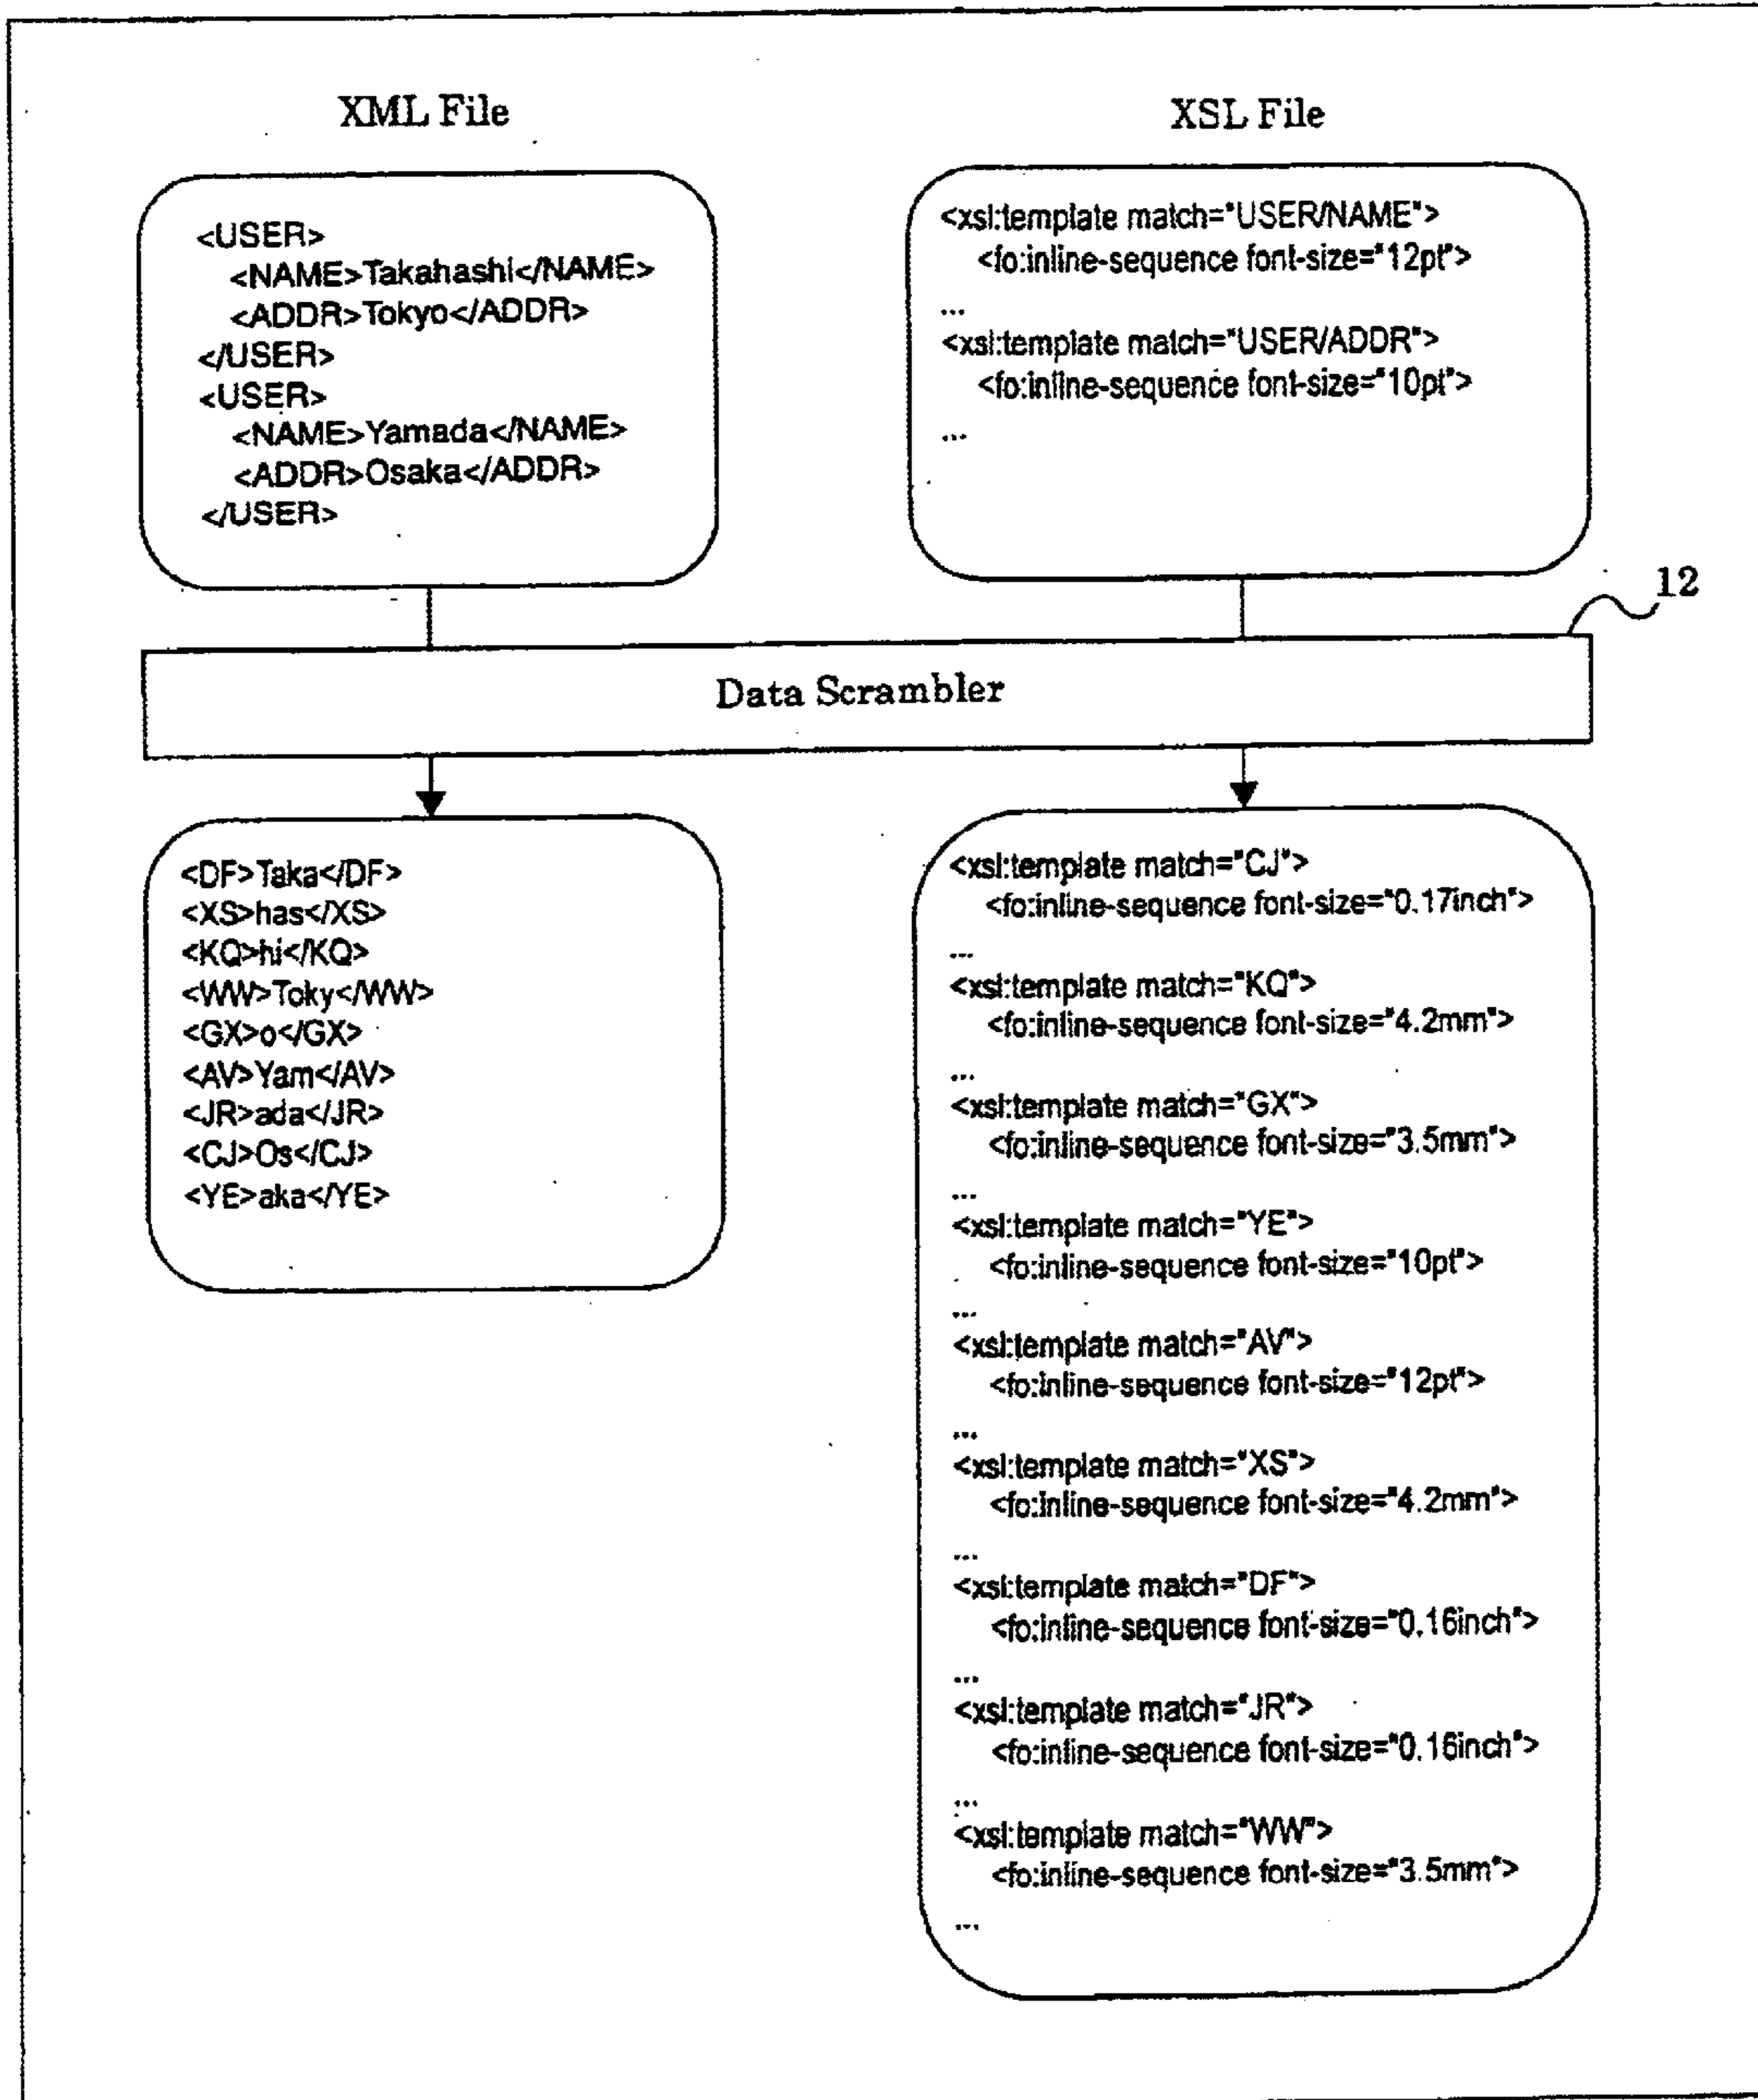 XML File
<USER>
<NAME>Takahashi</NAME>
<ADDR>Tokyo</ADDR>
</USER>
<USER>
<NAME>Yamada</NAME>
<ADDR>Osaka</ADDR>
</USER>
XSL File
<xsl:template match="USER/NAME">
<fo:inline-sequence font-size="12pt">
...
<xsl:template match="USER/ADDR">
<fo:inline-sequence font-size="10pt">
...
12
Data Scrambler
<DF>Taka</DF>
<XS>has</XS>
<KQ>hi</KQ>
<WW>Toky</WW>
<GX>o</GX>
<AV>Yam</AV>
<JR>ada</JR>
<CJ>Os</CJ>
<YE>aka</YE>
<xsl:template match="CJ">
<fo:inline-sequence font-size="0.17inch">
...
<xsl:template match="KQ">
<fo:inline-sequence font-size="4.2mm">
...
<xsl:template match="GX">
<fo:inline-sequence font-size="3.5mm">
...
<xsl:template match="YE">
<fo:inline-sequence font-size="10pt">
...
<xsl:template match="AV">
<fo:inline-sequence font-size="12pt">
...
<xsl:template match="XS">
<fo:inline-sequence font-size="4.2mm">
...
<xsl:template match="DF">
<fo:inline-sequence font-size="0.16inch">
...
<xsl:template match="JR">
<fo:inline-sequence font-size="0.16inch">
...
<xsl:template match="WW">
<fo:inline-sequence font-size="3.5mm">
...